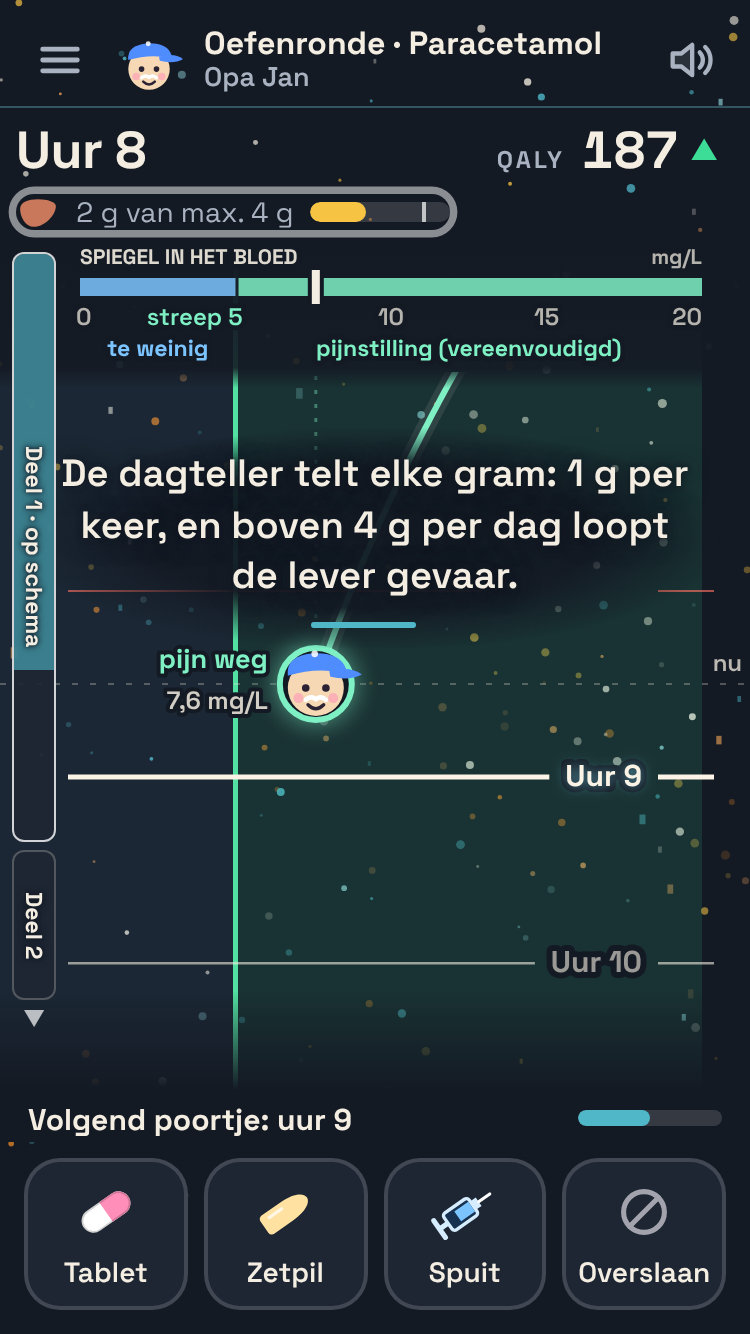 Oefenronde · Paracetamol
Opa Jan
Uur 8
QALY 187
2 g van max. 4 g
SPIEGEL IN HET BLOED mg/L
0 streep 5 10 15 20
te weinig pijnstilling (vereenvoudigd)
Deel 1 · op schema
De dagteller telt elke gram: 1 g per
keer, en boven 4 g per dag loopt
de lever gevaar.
pijn weg
nu
7,6 mg/L
Uur 9
Deel 2
Uur 10
Volgend poortje: uur 9
Tablet Zetpil Spuit Overslaan